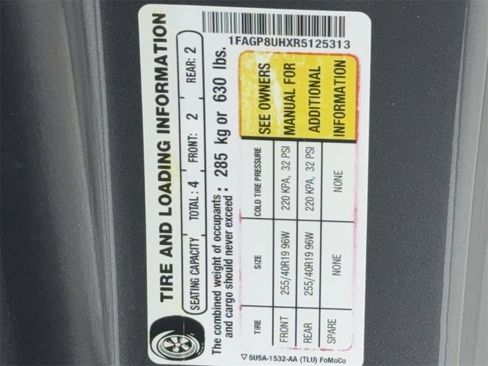 1FAGP8UHXR5125313
TIRE AND LOADING INFORMATION
SEATING CAPACITY TOTAL: 4 FRONT: 2 REAR: 2
The combined weight of occupants
and cargo should never exceed: 285 kg or 630 lbs.
TIRE SIZE COLD TIRE PRESSURE SEE OWNERS
FRONT 255/40R19 96W 220 KPA, 32 PSI MANUAL FOR
REAR 255/40R19 96W 220 KPA, 32 PSI ADDITIONAL
SPARE NONE NONE INFORMATION
5U5A-1532-AA (TLU) FoMoCo